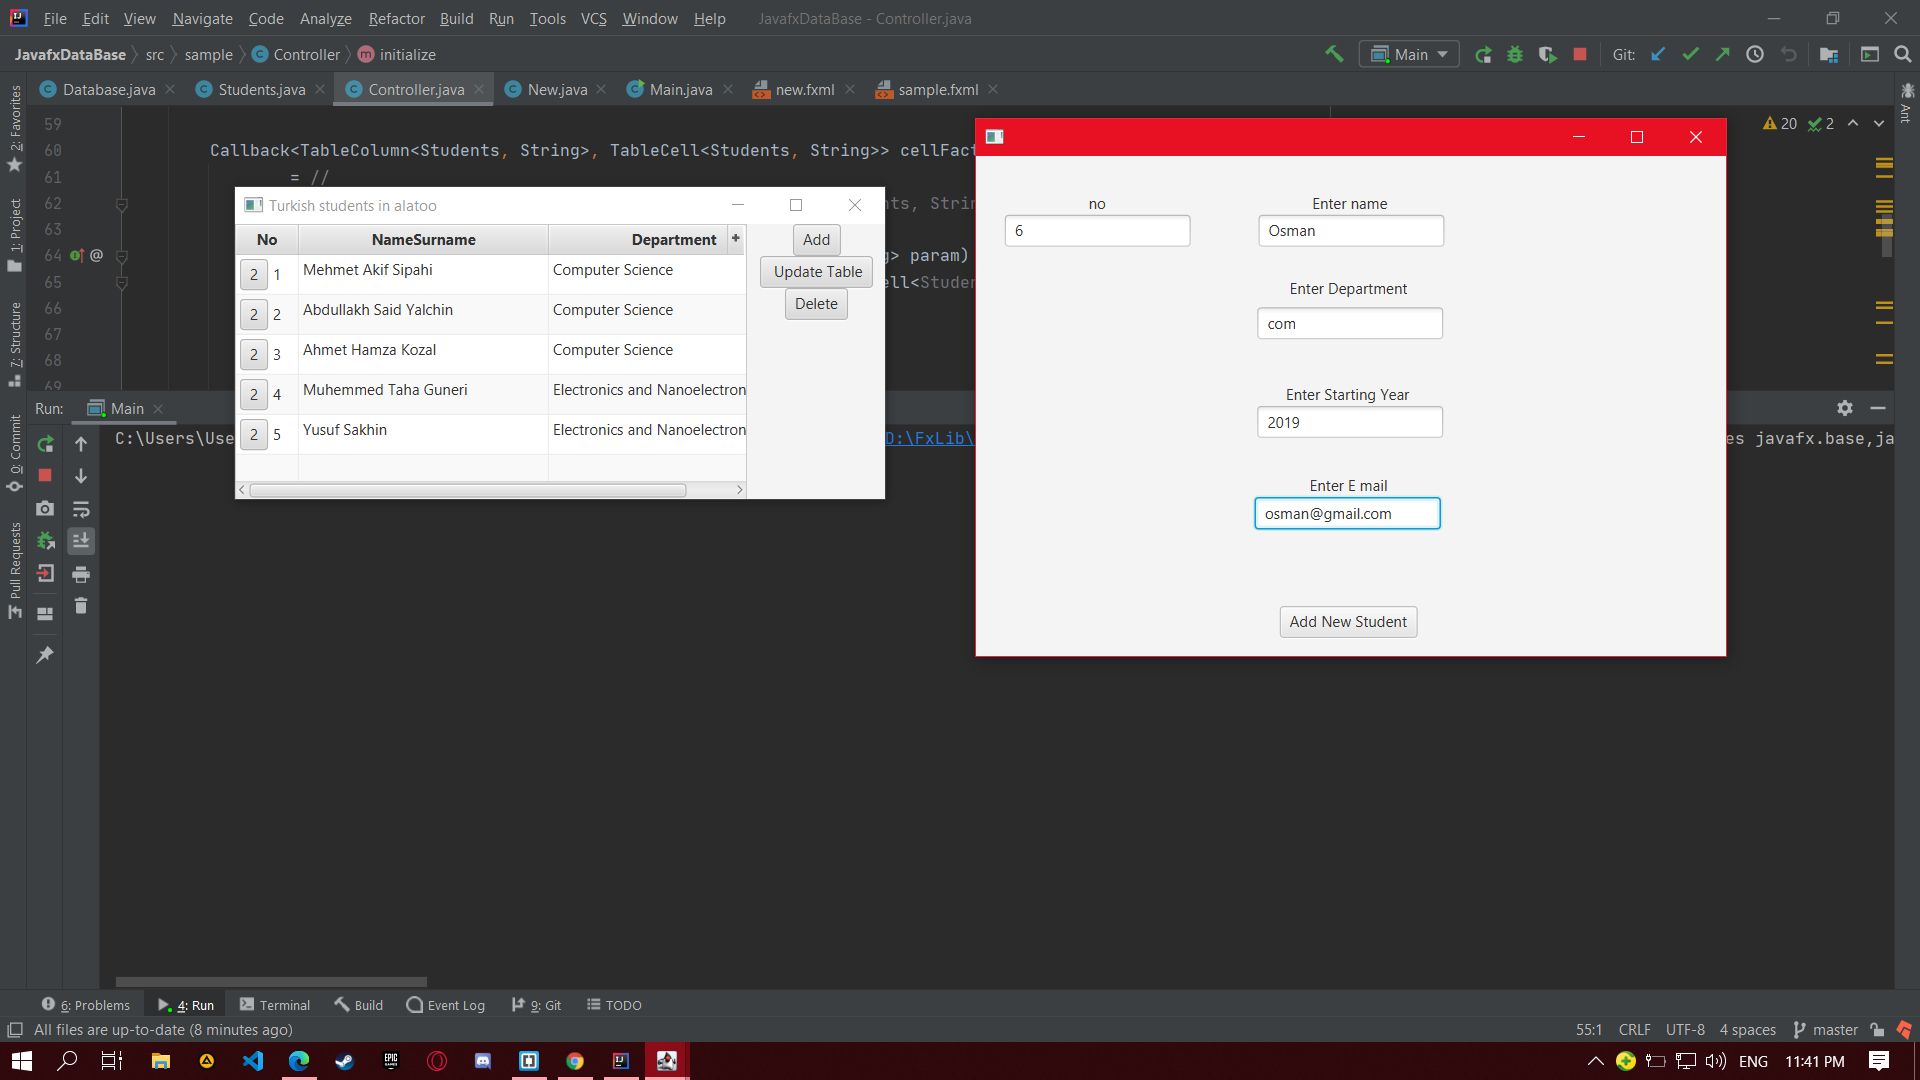 File Edit View Navigate Code Analyze Refactor Build Run Tools VCS Window Help JavafxDataBase - Controller.java
JavafxDataBase src sample Controller initialize
Main Git:
Database.java Students.java Controller.java New.java Main.java new.fxml sample.fxml
59
60 Callback<TableColumn<Students, String>, TableCell<Students, String>> cellFac
61 = //
62
63
64 @
65
66
67
68
69
20 2
nts, Strin
g> param)
ell<Studen
Turkish students in alatoo
No NameSurname Department +
2 1 Mehmet Akif Sipahi Computer Science
2 2 Abdullakh Said Yalchin Computer Science
2 3 Ahmet Hamza Kozal Computer Science
2 4 Muhemmed Taha Guneri Electronics and Nanoelectron
2 5 Yusuf Sakhin Electronics and Nanoelectron
Add
Update Table
Delete
no
6
Enter name
Osman
Enter Department
com
Enter Starting Year
2019
Enter E mail
osman@gmail.com
Add New Student
2: Favorites
1: Project
7: Structure
0: Commit
Pull Requests
Ant
Run: Main
C:\Users\Use
D:\FxLib\
es javafx.base,ja
6: Problems 4: Run Terminal Build Event Log 9: Git TODO
All files are up-to-date (8 minutes ago)
55:1 CRLF UTF-8 4 spaces master
EPIC GAMES
ENG 11:41 PM